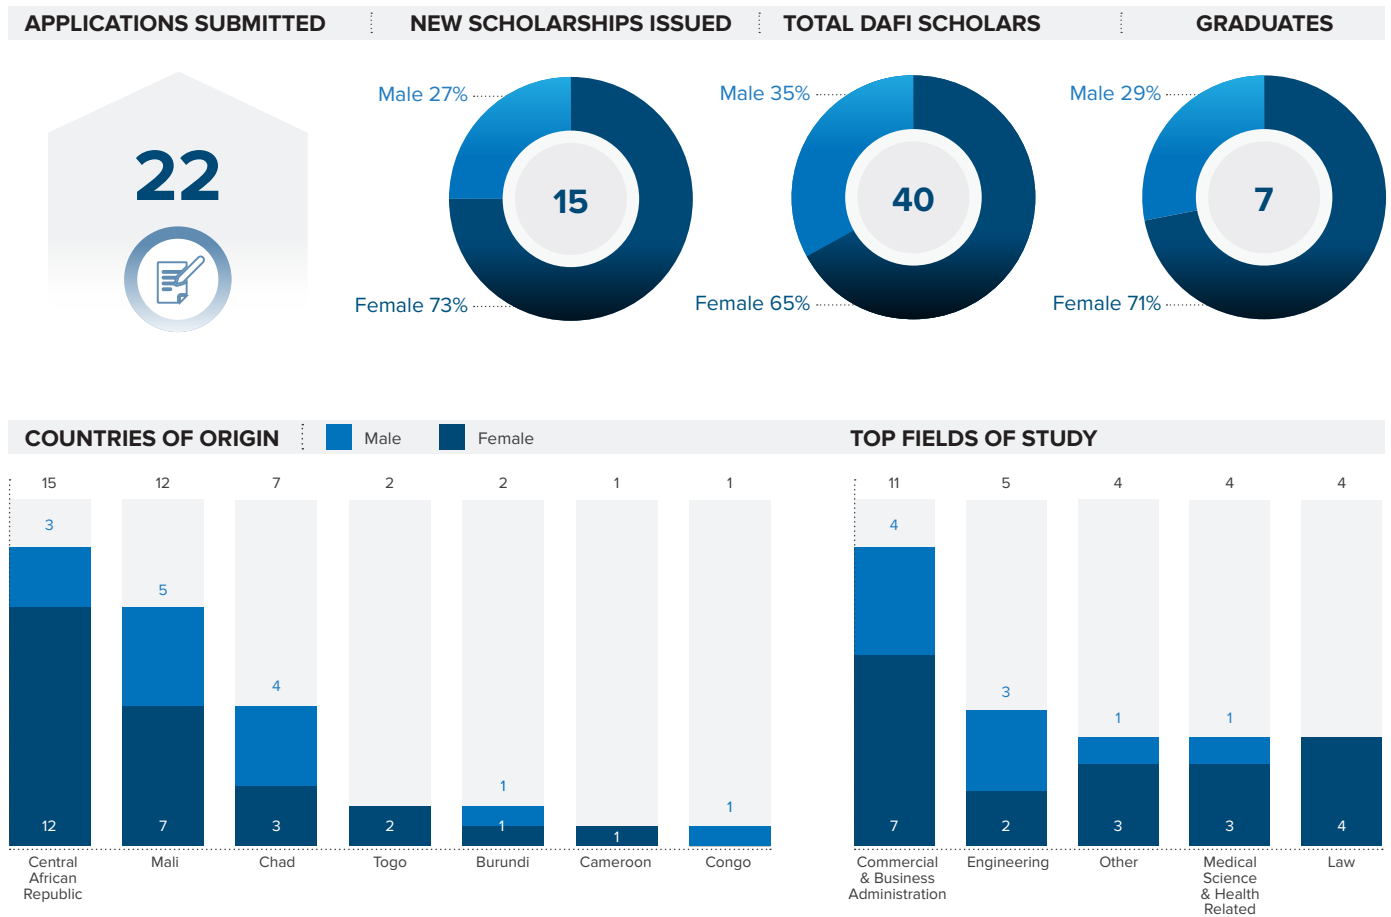 APPLICATIONS SUBMITTED
NEW SCHOLARSHIPS ISSUED
TOTAL DAFI SCHOLARS
GRADUATES
22
Male 27%
15
Female 73%
Male 35%
40
Female 65%
Male 29%
7
Female 71%
COUNTRIES OF ORIGIN
Male
Female
15
12
7
2
2
1
1
3
5
4
1
1
12
7
3
2
1
1
Central
African
Republic
Mali
Chad
Togo
Burundi
Cameroon
Congo
TOP FIELDS OF STUDY
11
5
4
4
4
4
3
1
1
7
2
3
3
4
Commercial
& Business
Administration
Engineering
Other
Medical
Science
& Health
Related
Law